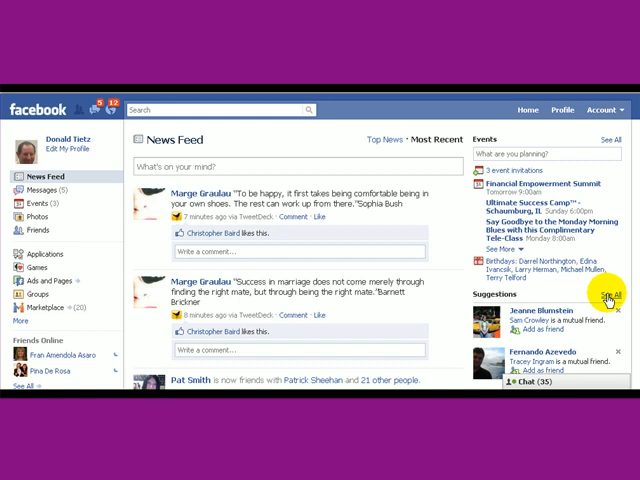 facebook
5
12
Search
Home
Profile
Account
Donald Tietz
Edit My Profile
News Feed
Messages (5)
Events (3)
Photos
Friends
Applications
Games
Ads and Pages
Groups
Marketplace
(20)
More
Friends Online
Fran Amendola Asaro
Pina De Rosa
See All
News Feed
Top News · Most Recent
What's on your mind?
Marge Graulau "To be happy, it first takes being comfortable being in
your own shoes. The rest can work up from there."Sophia Bush
7 minutes ago via TweetDeck · Comment · Like
Christopher Baird likes this.
Write a comment...
Marge Graulau "Success in marriage does not come merely through
finding the right mate, but through being the right mate."Barnett
Brickner
8 minutes ago via TweetDeck · Comment · Like
Christopher Baird likes this.
Write a comment...
Pat Smith is now friends with Patrick Sheehan and 21 other people.
Events
See All
What are you planning?
3 event invitations
Financial Empowerment Summit
Tomorrow 9:00am
Ultimate Success Camp™ -
Schaumburg, IL Sunday 6:00pm
Say Goodbye to the Monday Morning
Blues with this Complimentary
Tele-Class Monday 8:00am
See More
Birthdays: Darrel Northington, Edina
Ivancsik, Larry Herman, Michael Mullen,
Terry Telford
Suggestions
See All
Jeanne Blumstein
Sam Crowley is a mutual friend.
Add as friend
Fernando Azevedo
Tracey Ingram is a mutual friend.
Add as friend
Chat (35)